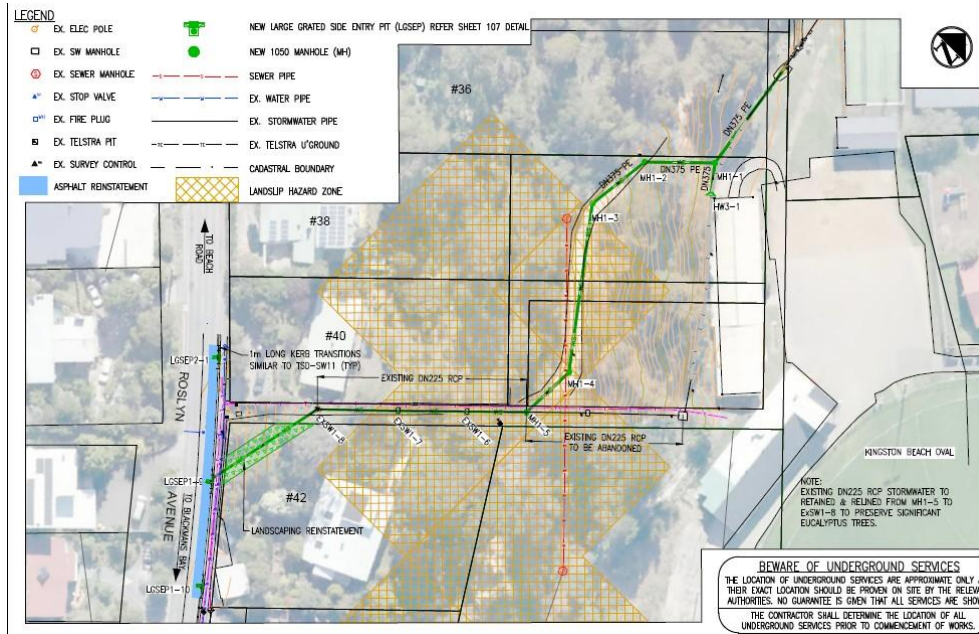 LEGEND
EX. ELEC POLE
EX. SW MANHOLE
EX. SEWER MANHOLE
EX. STOP VALVE
EX. FIRE PLUG
EX. TELSTRA PIT
EX. SURVEY CONTROL
ASPHALT REINSTATEMENT
NEW LARGE GRATED SIDE ENTRY PIT (LGSEP) REFER SHEET 107 DETAIL
NEW 1050 MANHOLE (MH)
SEWER PIPE
EX. WATER PIPE
EX. STORMWATER PIPE
EX. TELSTRA U'GROUND
CADASTRAL BOUNDARY
LANDSLIP HAZARD ZONE
#36
DN375 PE
DN375 PE
DN375 PE
DN375
MH1-1
MH1-2
HW3-1
MH1-3
#38
TO BEACH
ROAD
#40
LGSEP2-1
1m LONG KERB TRANSITIONS
SIMILAR TO TSD-SW11 (TYP)
EXISTING DN225 RCP
MH1-4
ROSLYN
AVENUE
EXSW1-8
EXSW1-7
EXSW1-6
MH1-5
EXISTING DN225 RCP
TO BE ABANDONED
KINGSTON BEACH OVAL
LGSEP1-9
#42
LANDSCAPING REINSTATEMENT
TO BLACKMANS BAY
LGSEP1-10
NOTE:
EXISTING DN225 RCP STORMWATER TO
RETAINED & RELINED FROM MH1-5 TO
ExSW1-8 TO PRESERVE SIGNIFICANT
EUCALYPTUS TREES.
BEWARE OF UNDERGROUND SERVICES
THE LOCATION OF UNDERGROUND SERVICES ARE APPROXIMATE ONLY
THEIR EXACT LOCATION SHOULD BE PROVEN ON SITE BY THE RELEVA
AUTHORITIES. NO GUARANTEE IS GIVEN THAT ALL SERVICES ARE SHOW
THE CONTRACTOR SHALL DETERMINE THE LOCATION OF ALL
UNDERGROUND SERVICES PRIOR TO COMMENCEMENT OF WORKS.